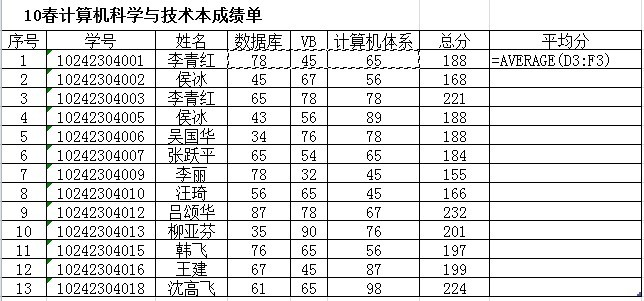 10春计算机科学与技术本成绩单
序号 学号 姓名 数据库 VB 计算机体系 总分 平均分
1 10242304001 李青红 78 45 65 188 =AVERAGE(D3:F3)
2 10242304002 侯冰 45 67 56 168
3 10242304003 李青红 65 78 78 221
4 10242304005 侯冰 43 56 89 188
5 10242304006 吴国华 34 76 78 188
6 10242304007 张跃平 65 54 65 184
7 10242304009 李丽 78 32 45 155
8 10242304010 汪琦 56 65 45 166
9 10242304012 吕颂华 87 78 67 232
10 10242304013 柳亚芬 35 90 76 201
11 10242304015 韩飞 76 65 56 197
12 10242304016 王建 67 45 87 199
13 10242304018 沈高飞 61 65 98 224